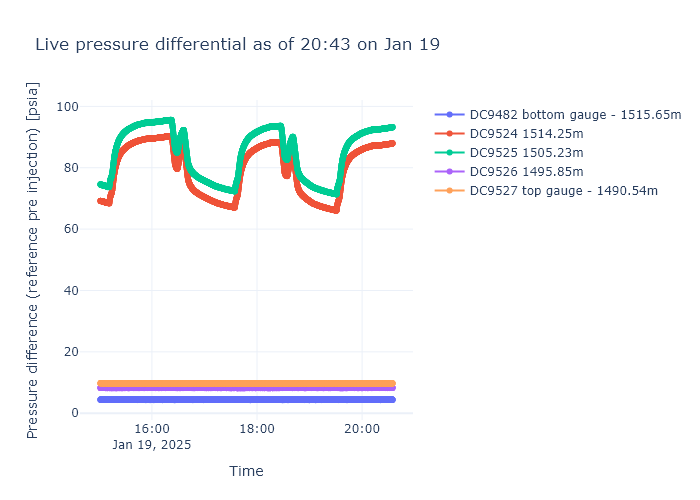 Live pressure differential as of 20:43 on Jan 19
Pressure difference (reference pre injection) [psia]
100
80
60
40
20
0
16:00
Jan 19, 2025
18:00
20:00
Time
DC9482 bottom gauge - 1515.65m
DC9524 1514.25m
DC9525 1505.23m
DC9526 1495.85m
DC9527 top gauge - 1490.54m